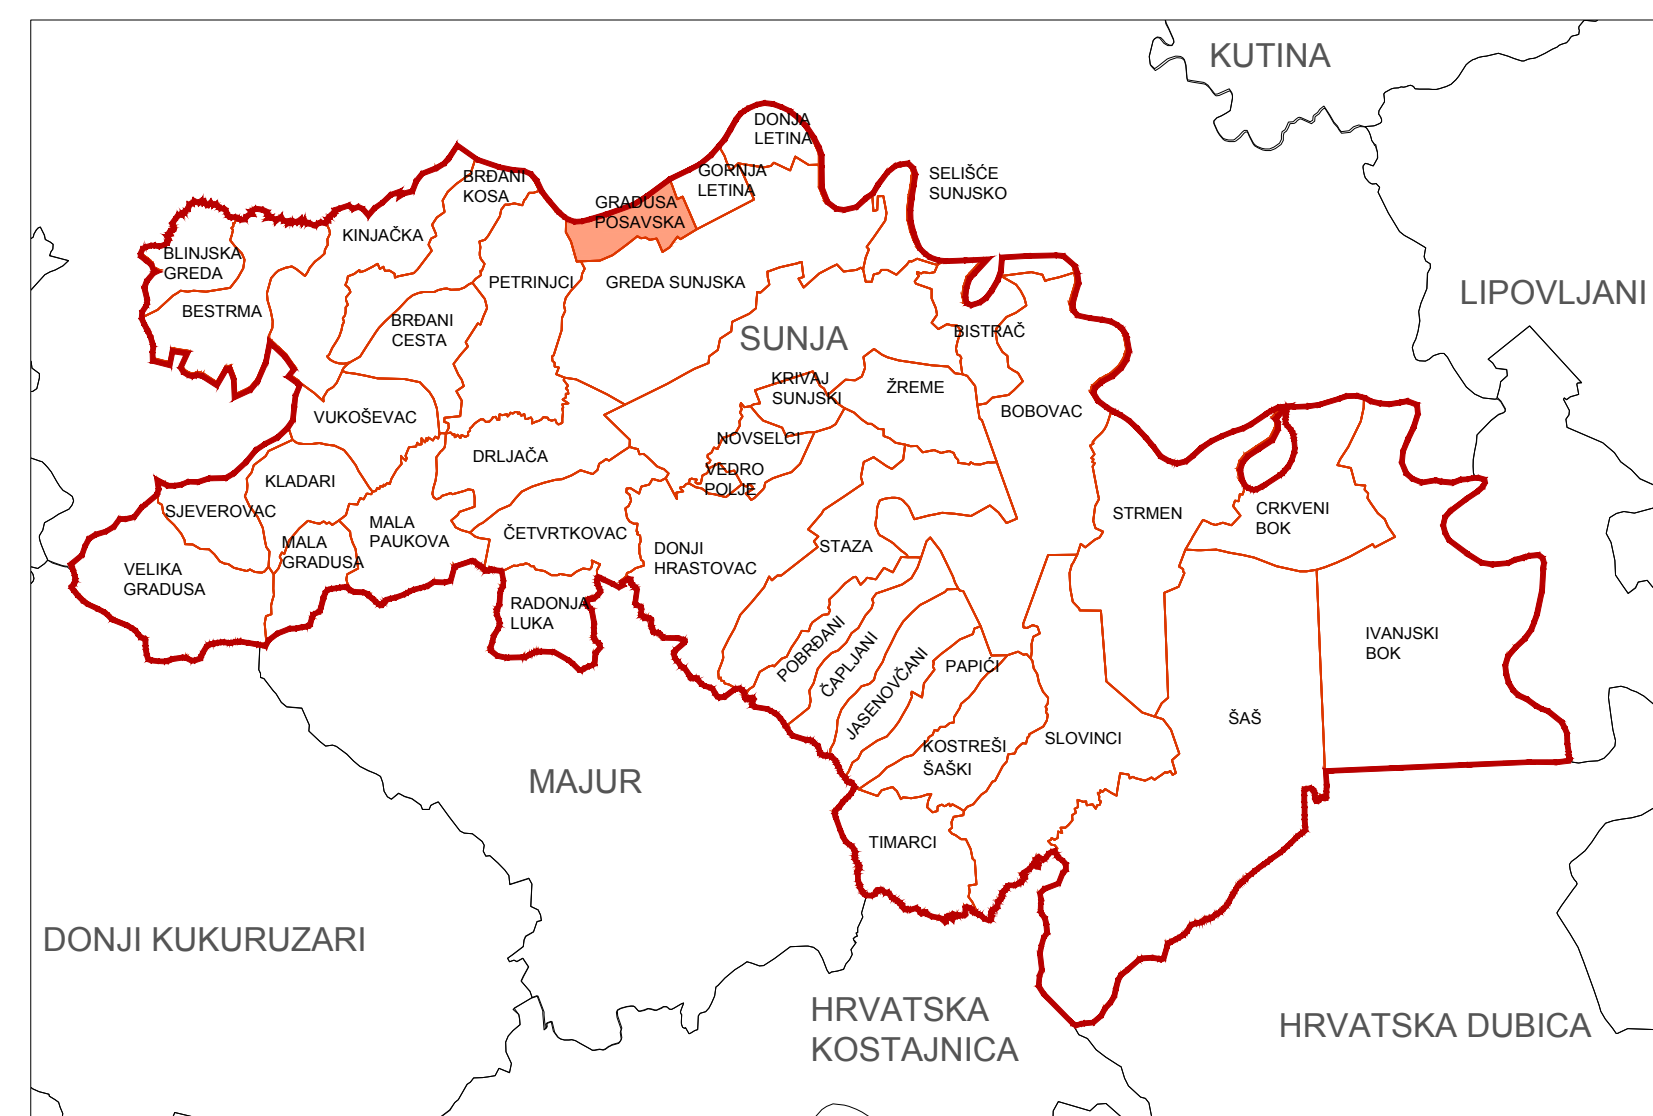 KUTINA
DONJA
LETINA
GORNJA
LETINA
SELIŠĆE
SUNJSKO
BRĐANI
KOSA
GRADUSA
POSAVSKA
KINJAČKA
BLINJSKA
GREDA
BESTRMA
PETRINJCI
GREDA SUNJSKA
LIPOVLJANI
BRĐANI
CESTA
SUNJA
BISTRAČ
KRIVAJ
SUNJSKI
ŽREME
BOBOVAC
VUKOŠEVAC
NOVSELCI
DRLJAČA
VEDRO
POLJE
KLADARI
SJEVEROVAC
MALA
PAUKOVA
ČETVRTKOVAC
STRMEN
CRKVENI
BOK
MALA
GRADUSA
DONJI
HRASTOVAC
STAZA
VELIKA
GRADUSA
RADONJA
LUKA
IVANJSKI
BOK
POBRĐANI
ČAPLJANI
JASENOVČANI
PAPIĆI
ŠAŠ
SLOVINCI
KOSTREŠI
ŠAŠKI
MAJUR
TIMARCI
DONJI KUKURUZARI
HRVATSKA
KOSTAJNICA
HRVATSKA DUBICA